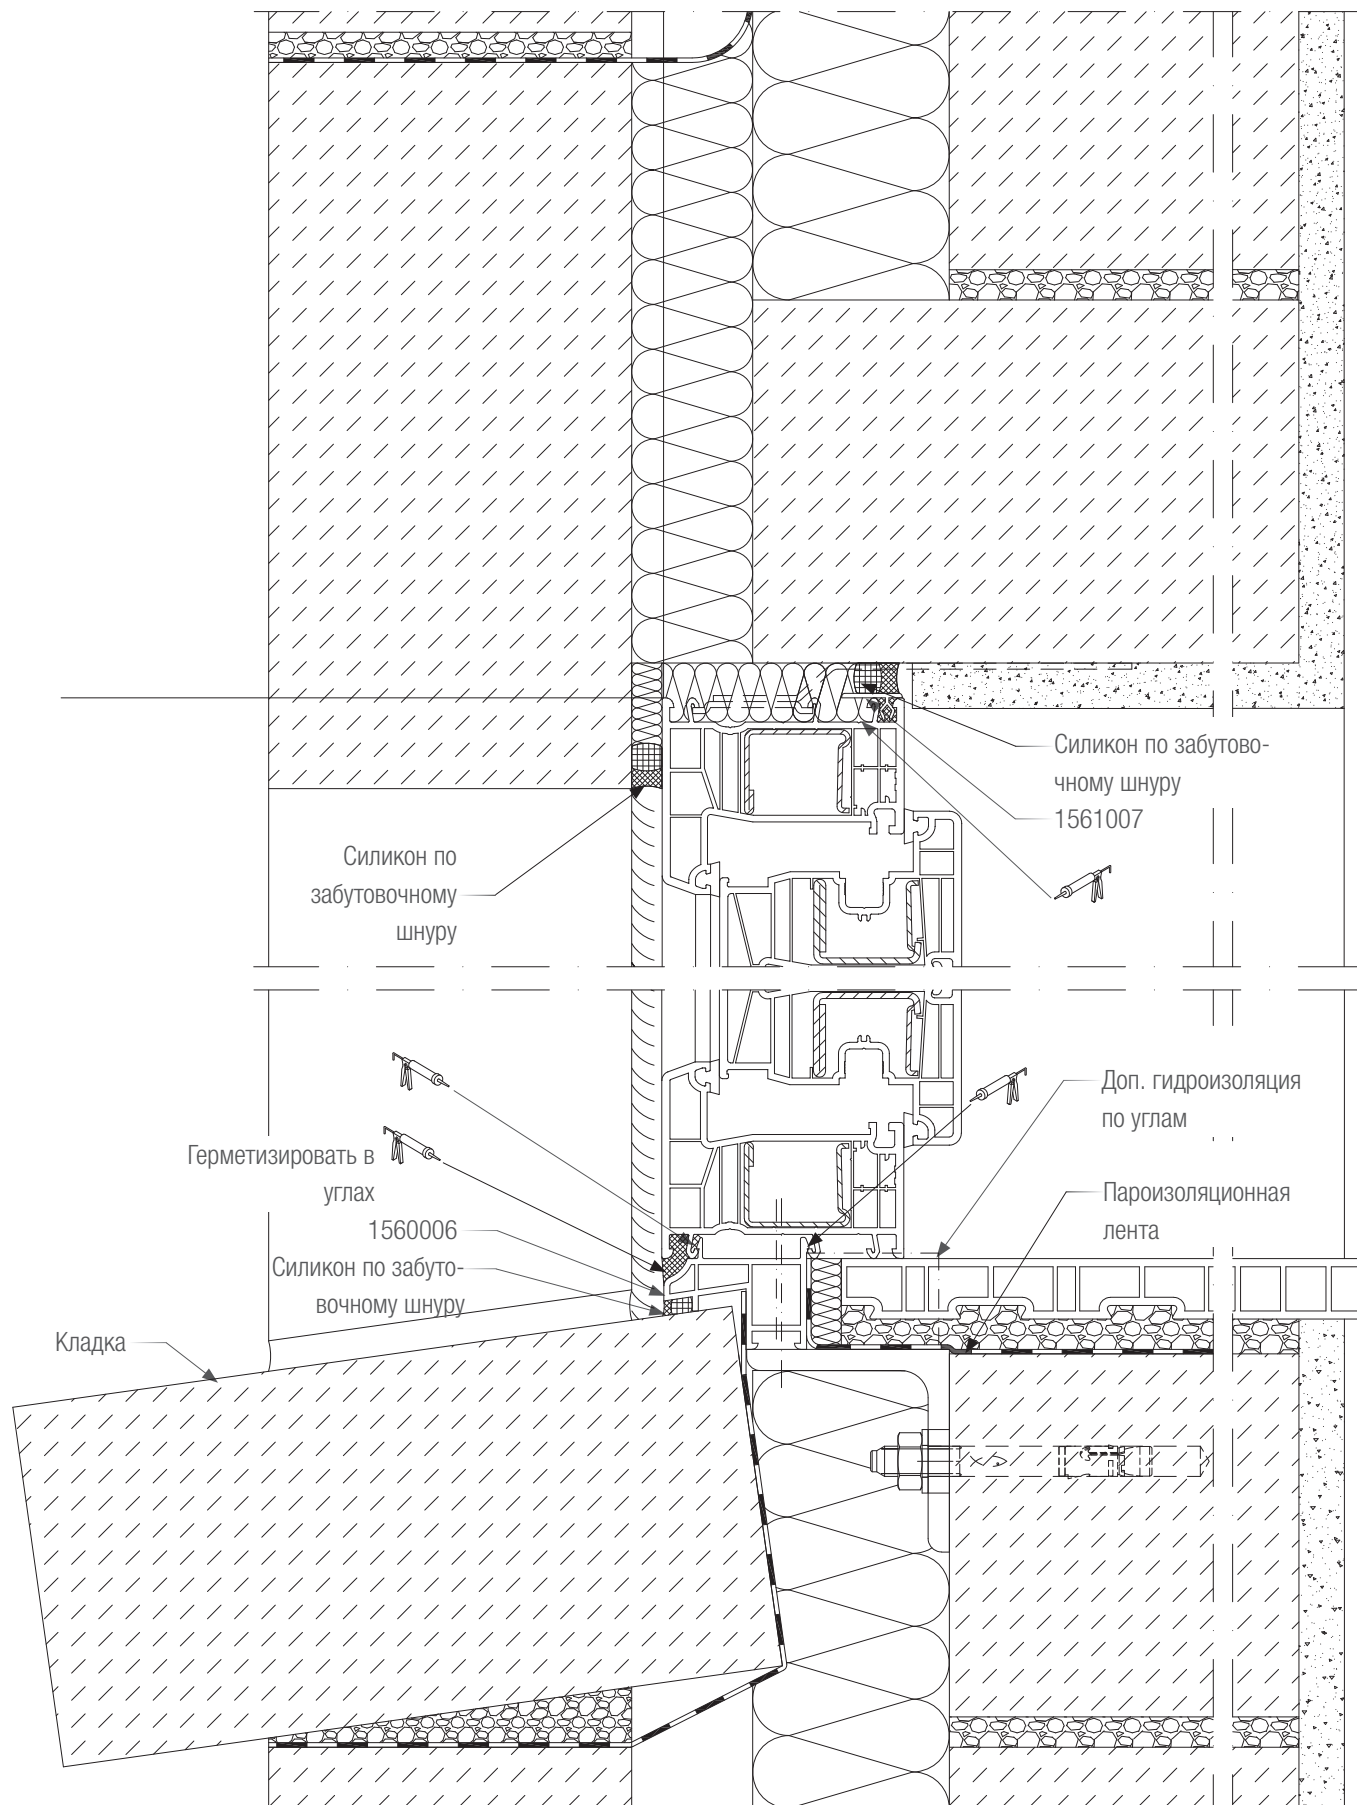 Силикон по забутово-
чному шнуру
1561007
Силикон по
забутовочному
шнуру
Доп. гидроизоляция
по углам
Герметизировать в
углах
1560006
Силикон по забуто-
вочному шнуру
Пароизоляционная
лента
Кладка